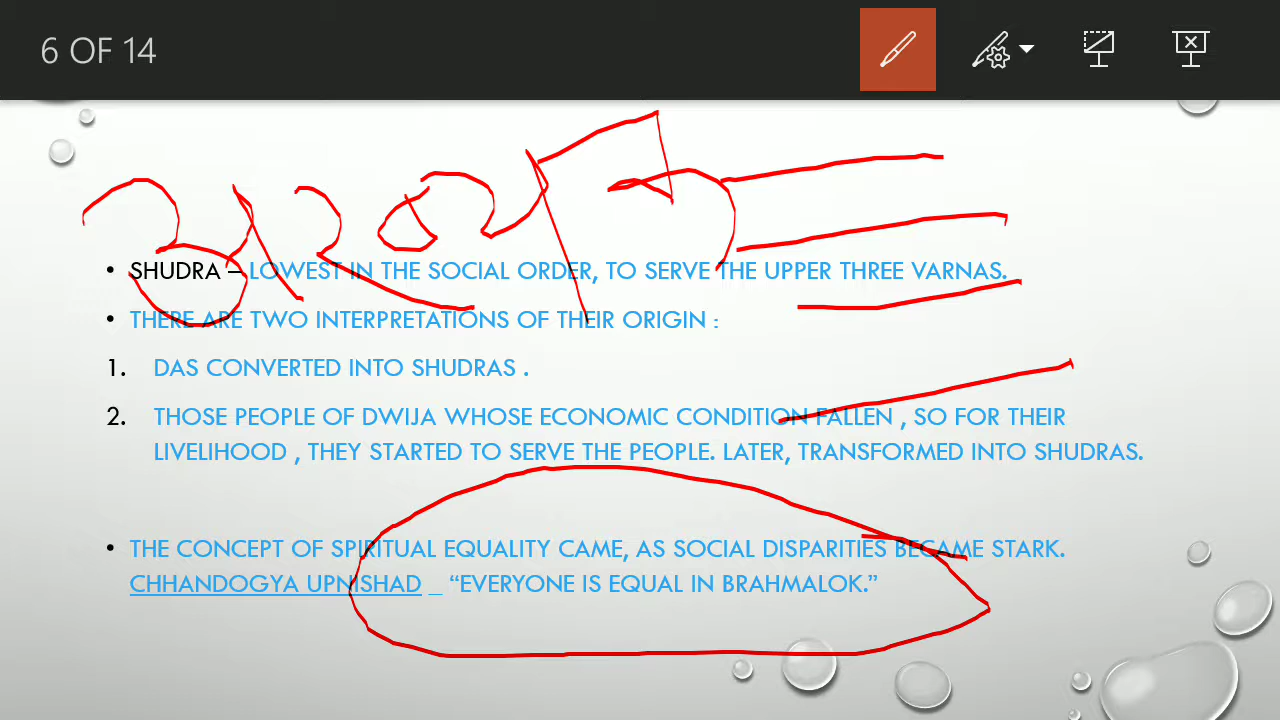 6 OF 14
• SHUDRA – LOWEST IN THE SOCIAL ORDER, TO SERVE THE UPPER THREE VARNAS.
• THERE ARE TWO INTERPRETATIONS OF THEIR ORIGIN :
1. DAS CONVERTED INTO SHUDRAS .
2. THOSE PEOPLE OF DWIJA WHOSE ECONOMIC CONDITION FALLEN , SO FOR THEIR
LIVELIHOOD , THEY STARTED TO SERVE THE PEOPLE. LATER, TRANSFORMED INTO SHUDRAS.
• THE CONCEPT OF SPIRITUAL EQUALITY CAME, AS SOCIAL DISPARITIES BECAME STARK.
CHHANDOGYA UPNISHAD _ “EVERYONE IS EQUAL IN BRAHMALOK.”